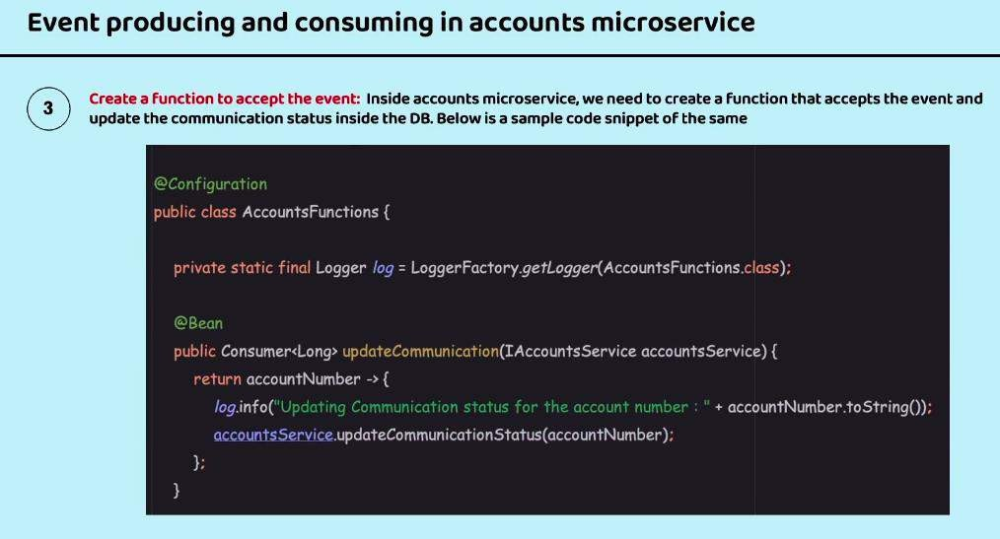 Event producing and consuming in accounts microservice
3
Create a function to accept the event: Inside accounts microservice, we need to create a function that accepts the event and
update the communication status inside the DB. Below is a sample code snippet of the same
@Configuration
public class AccountsFunctions {
private static final Logger log = LoggerFactory.getLogger(AccountsFunctions.class);
@Bean
public Consumer<Long> updateCommunication(IAccountsService accountsService) {
return accountNumber -> {
log.info("Updating Communication status for the account number : " + accountNumber.toString());
accountsService.updateCommunicationStatus(accountNumber);
};
}